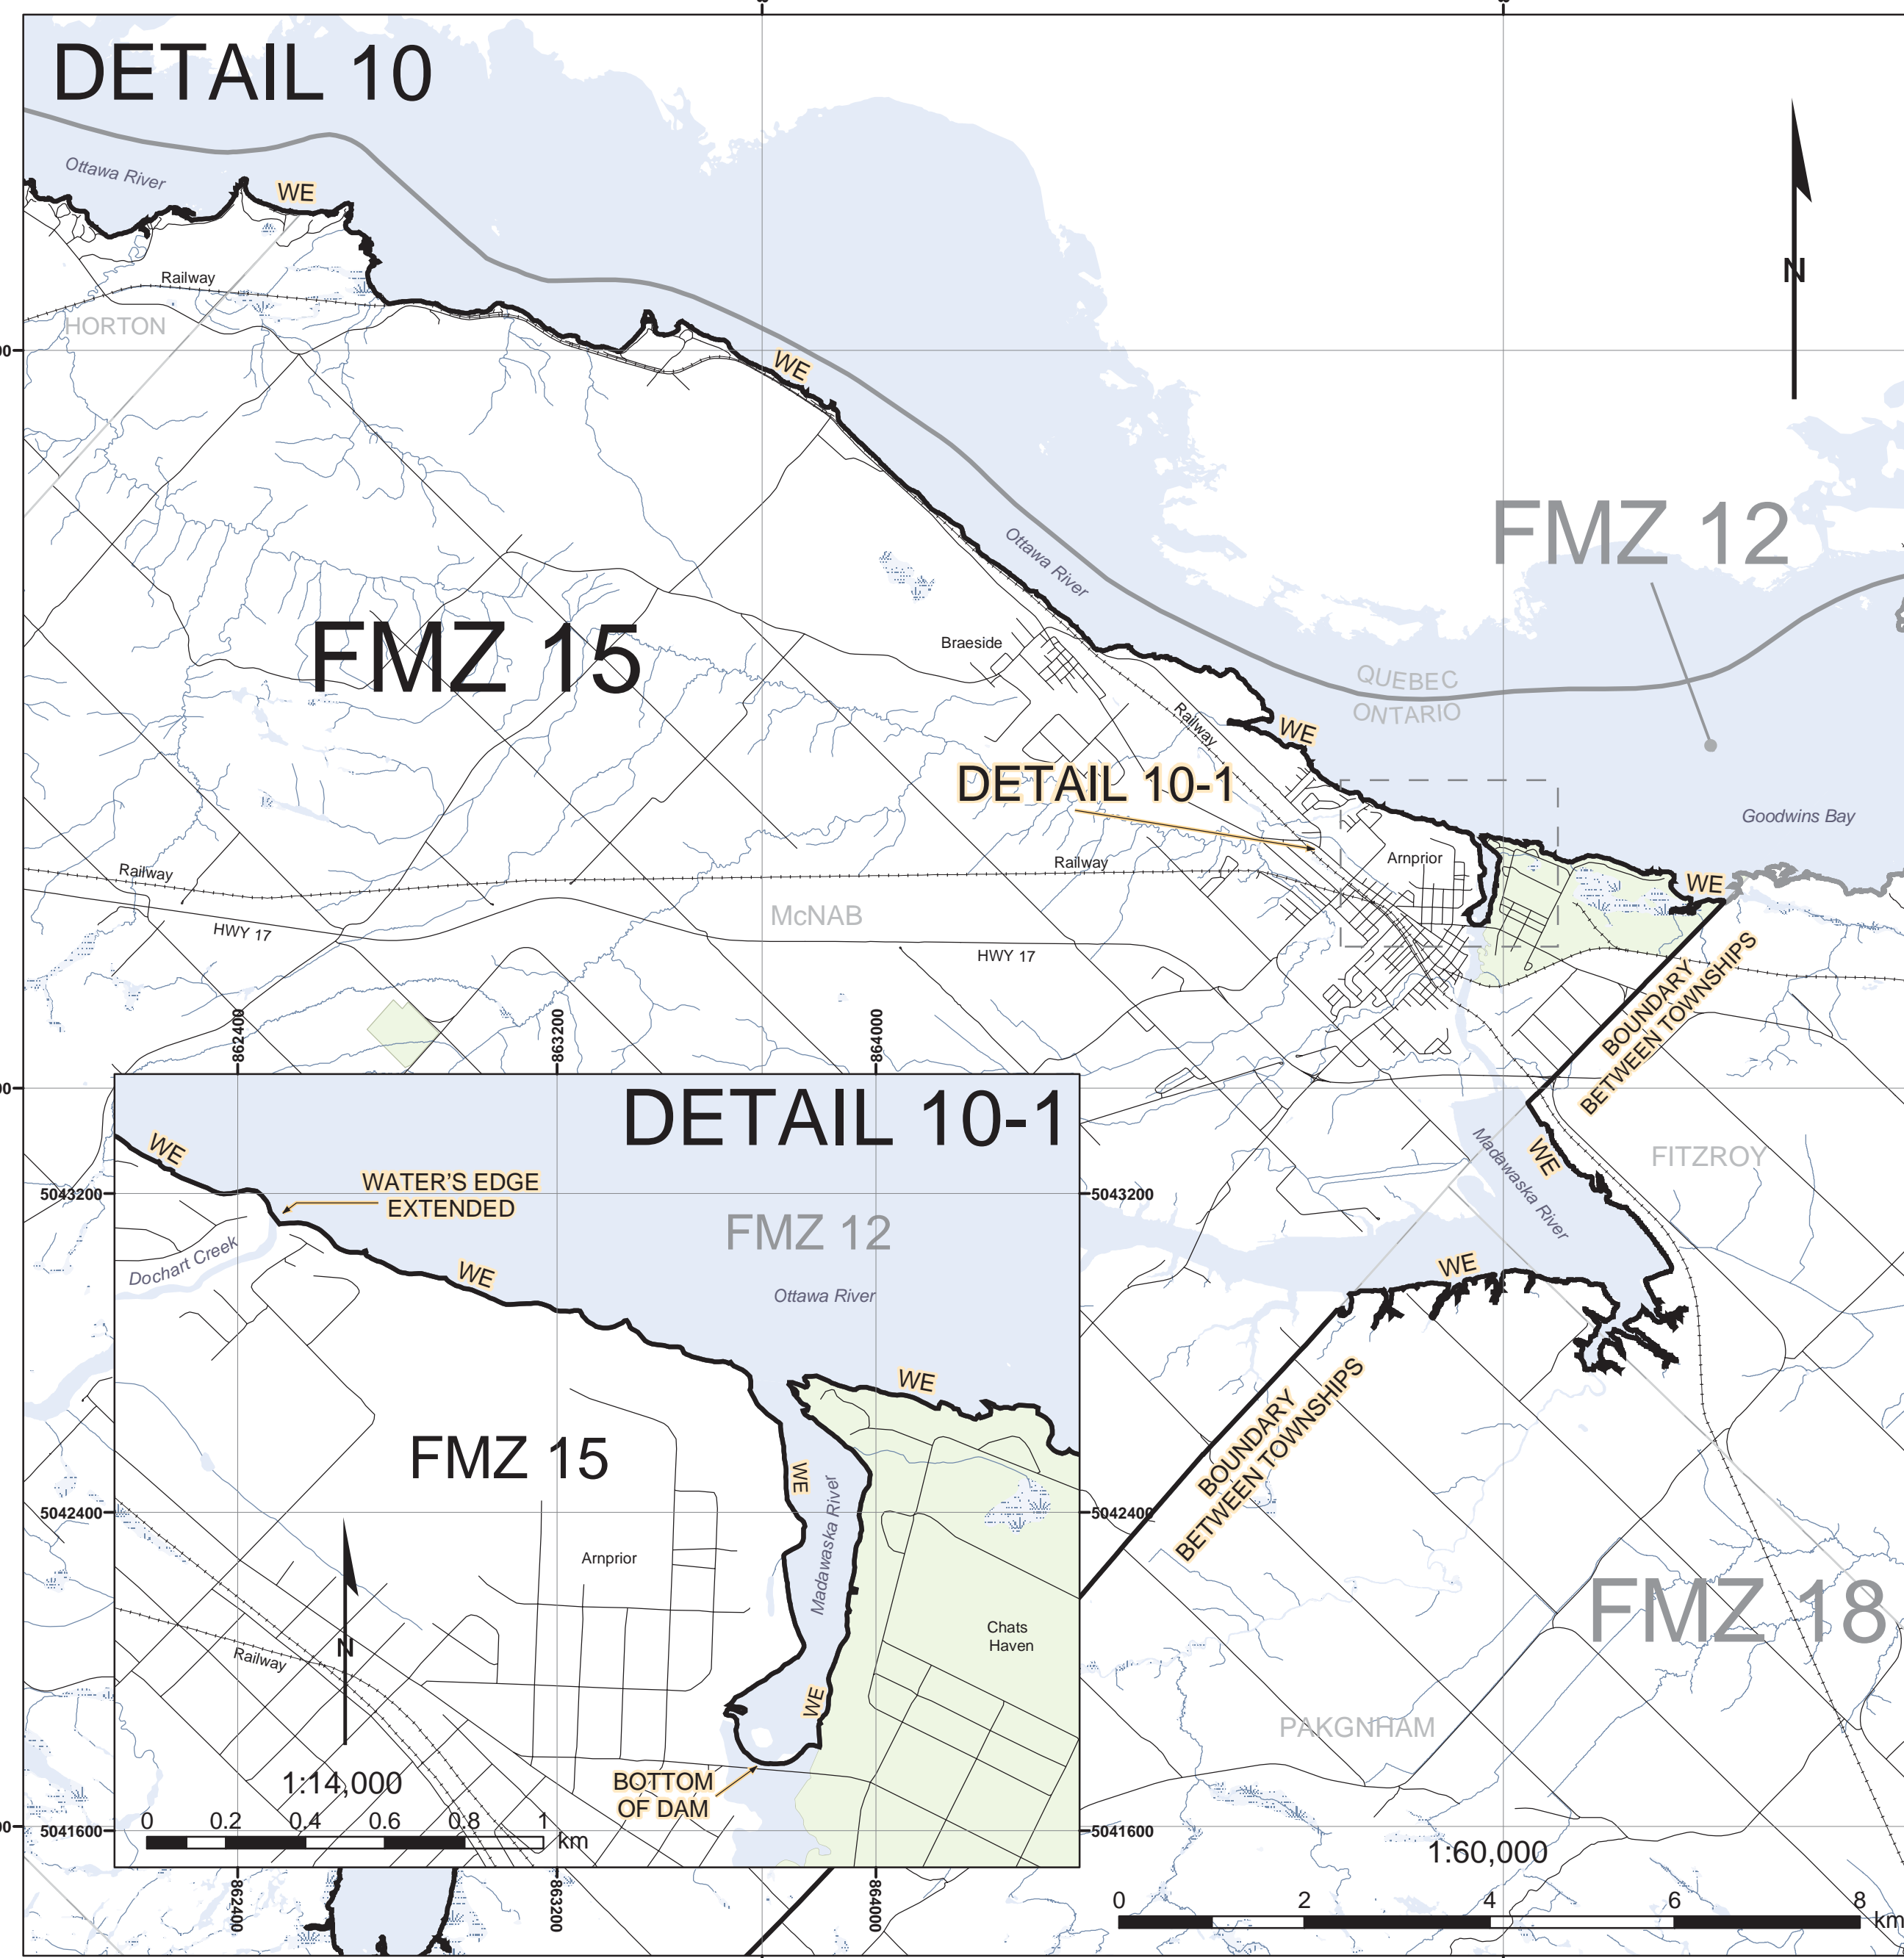 DETAIL 10
Ottawa River
WE
Railway
HORTON
WE
N
FMZ 12
Ottawa River
FMZ 15
Braeside
QUEBEC
ONTARIO
Railway
WE
DETAIL 10-1
Goodwins Bay
Arnprior
Railway
Railway
WE
McNAB
HWY 17
HWY 17
BOUNDARY
BETWEEN TOWNSHIPS
862400
863200
864000
DETAIL 10-1
WE
WATER'S EDGE
EXTENDED
5043200
5043200
FMZ 12
Dochart Creek
WE
Ottawa River
Madawaska River
WE
FITZROY
WE
WE
FMZ 15
WE
Madawaska River
5042400
5042400
BOUNDARY
BETWEEN TOWNSHIPS
Arnprior
Chats
Haven
N
Railway
WE
FMZ 18
PAKGNHAM
1:14,000
BOTTOM
OF DAM
0 0.2 0.4 0.6 0.8 1
km
5041600
5041600
1:60,000
862400
863200
864000
0 2 4 6 8
km